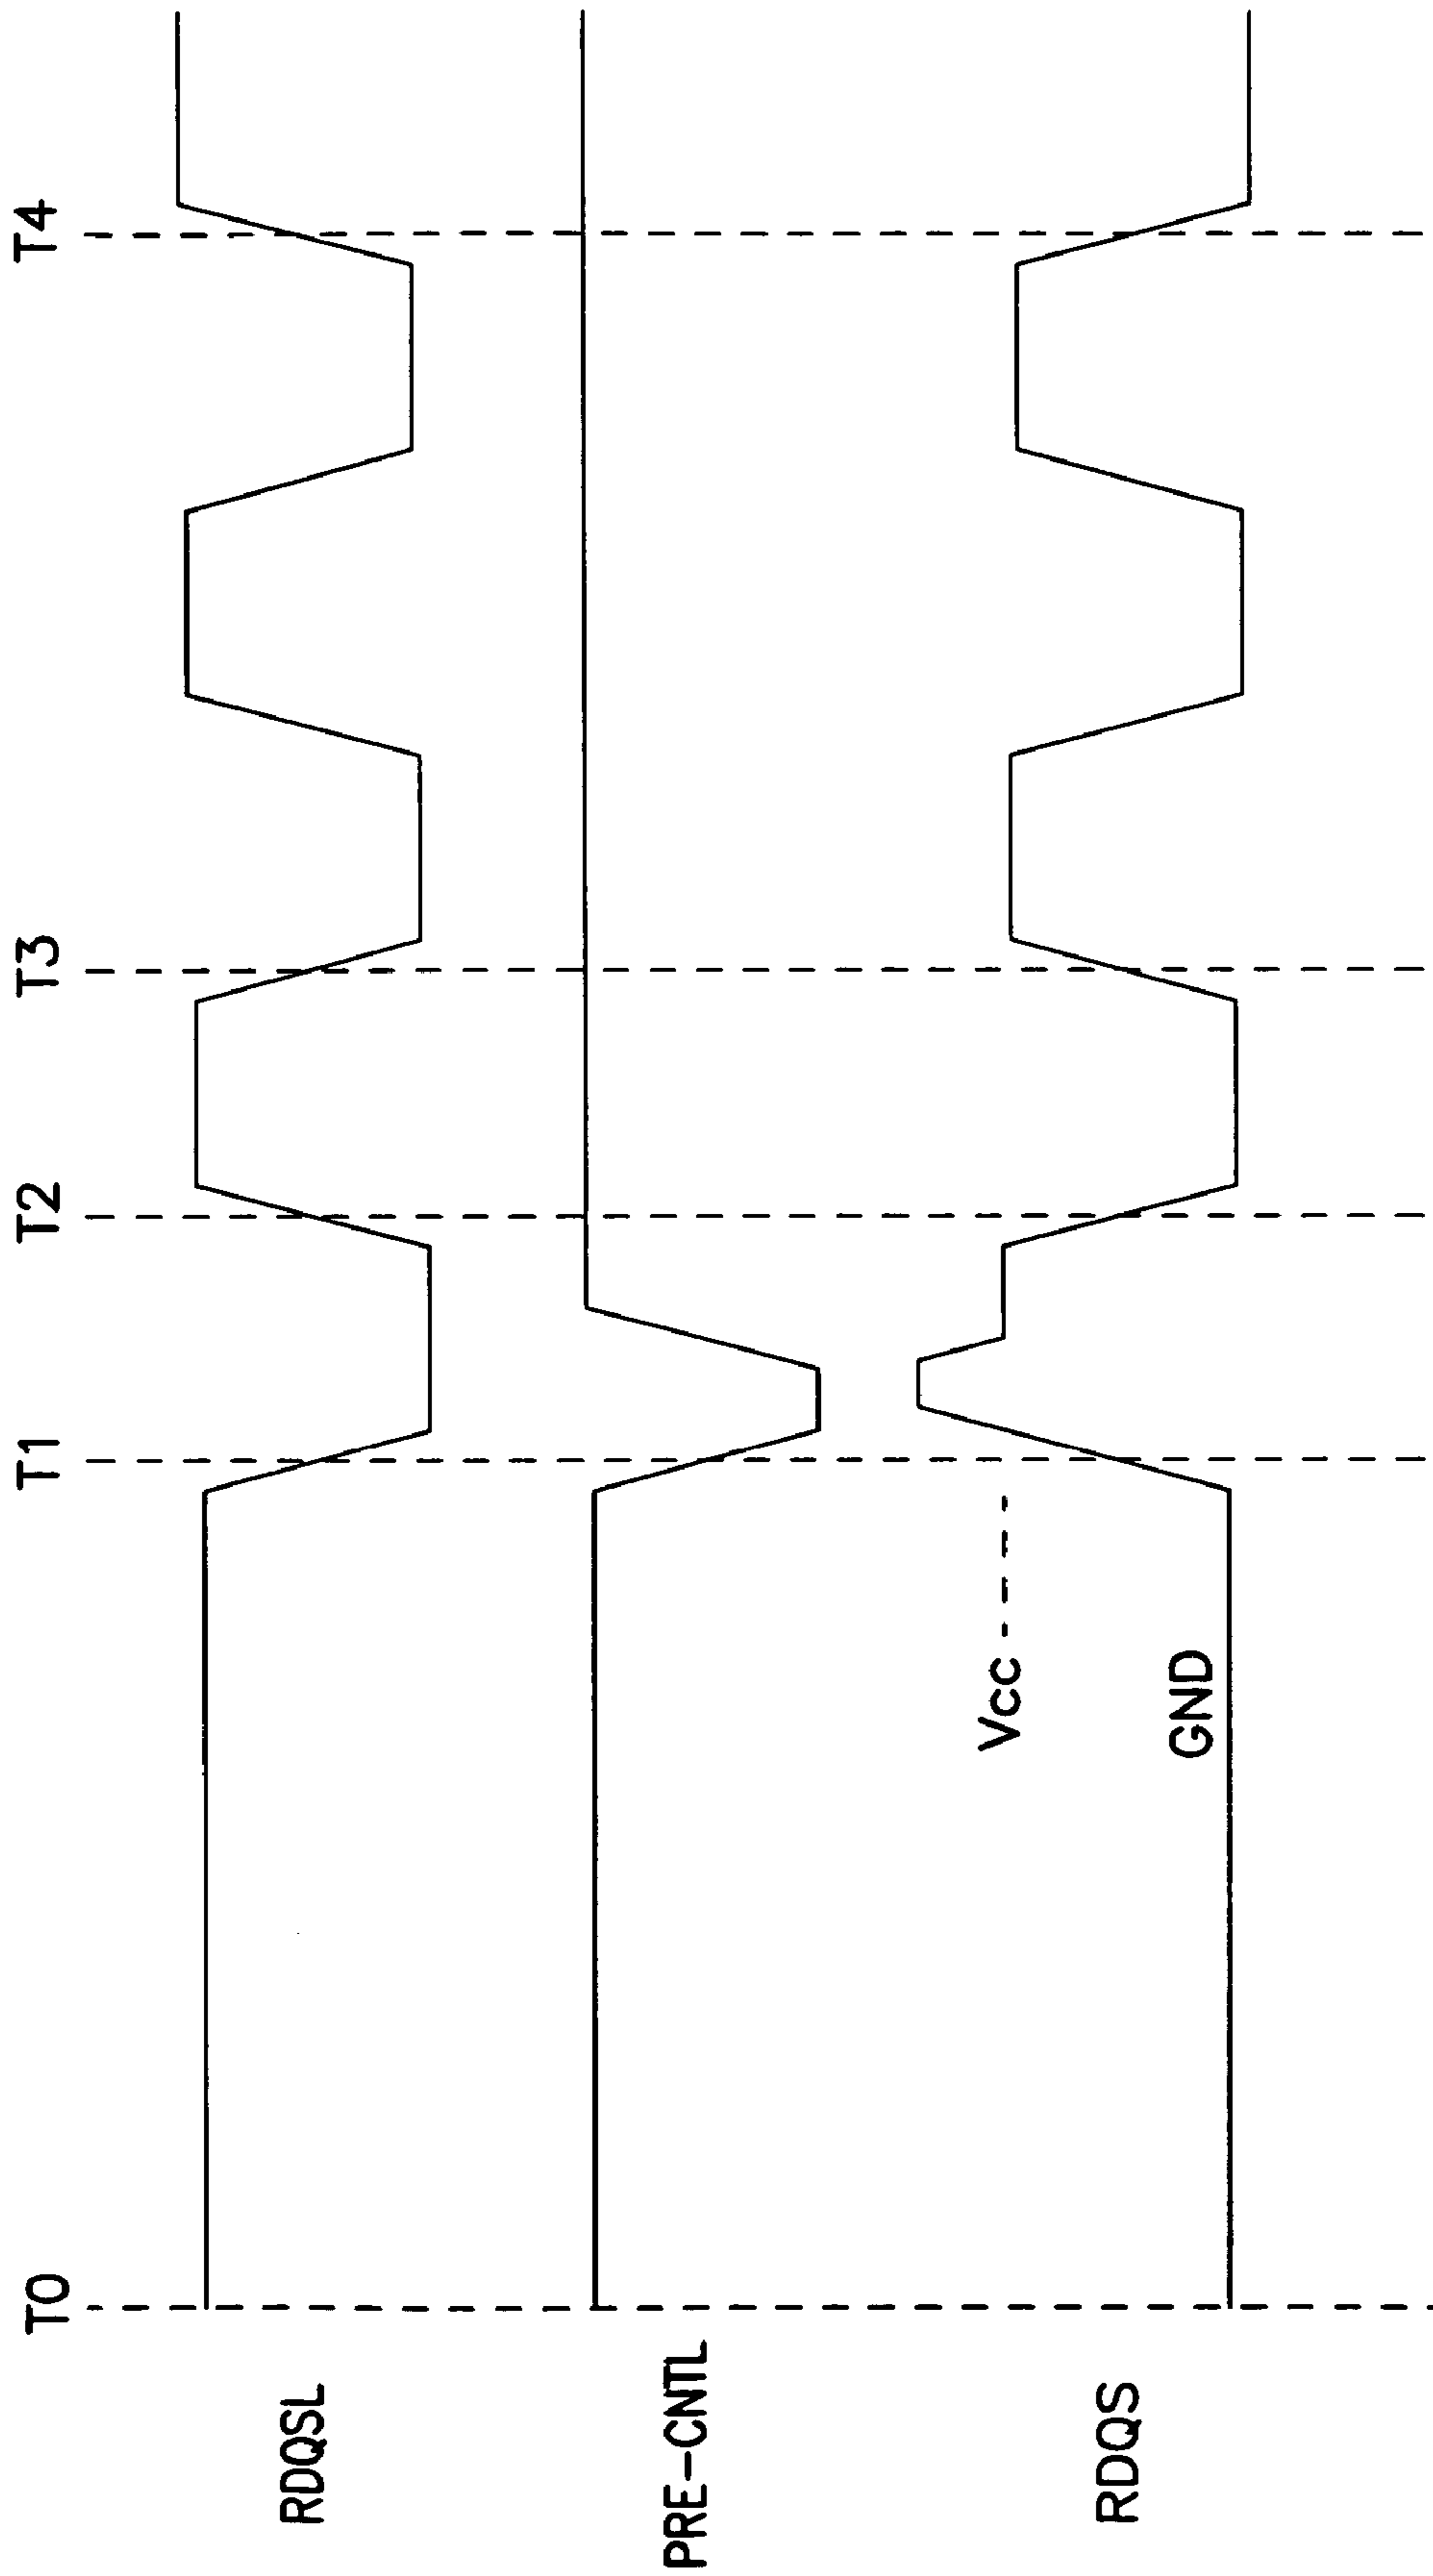 T0
T1
T2
T3
T4
RDQSL
PRE-CNTL
RDQS
Vcc
GND